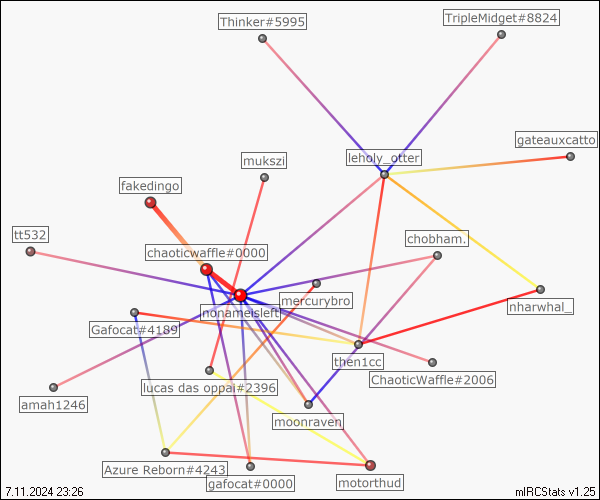 Thinker#5995
TripleMidget#8824
gateauxcatto
mukszi
leholy_otter
fakedingo
tt532
chaoticwaffle#0000
chobham.
mercurybro
nonameisleft
nharwhal_
Gafocat#4189
then1cc
ChaoticWaffle#2006
lucas das oppai#2396
amah1246
moonraven
Azure Reborn#4243
gafocat#0000
motorthud
7.11.2024 23:26
mIRCStats v1.25